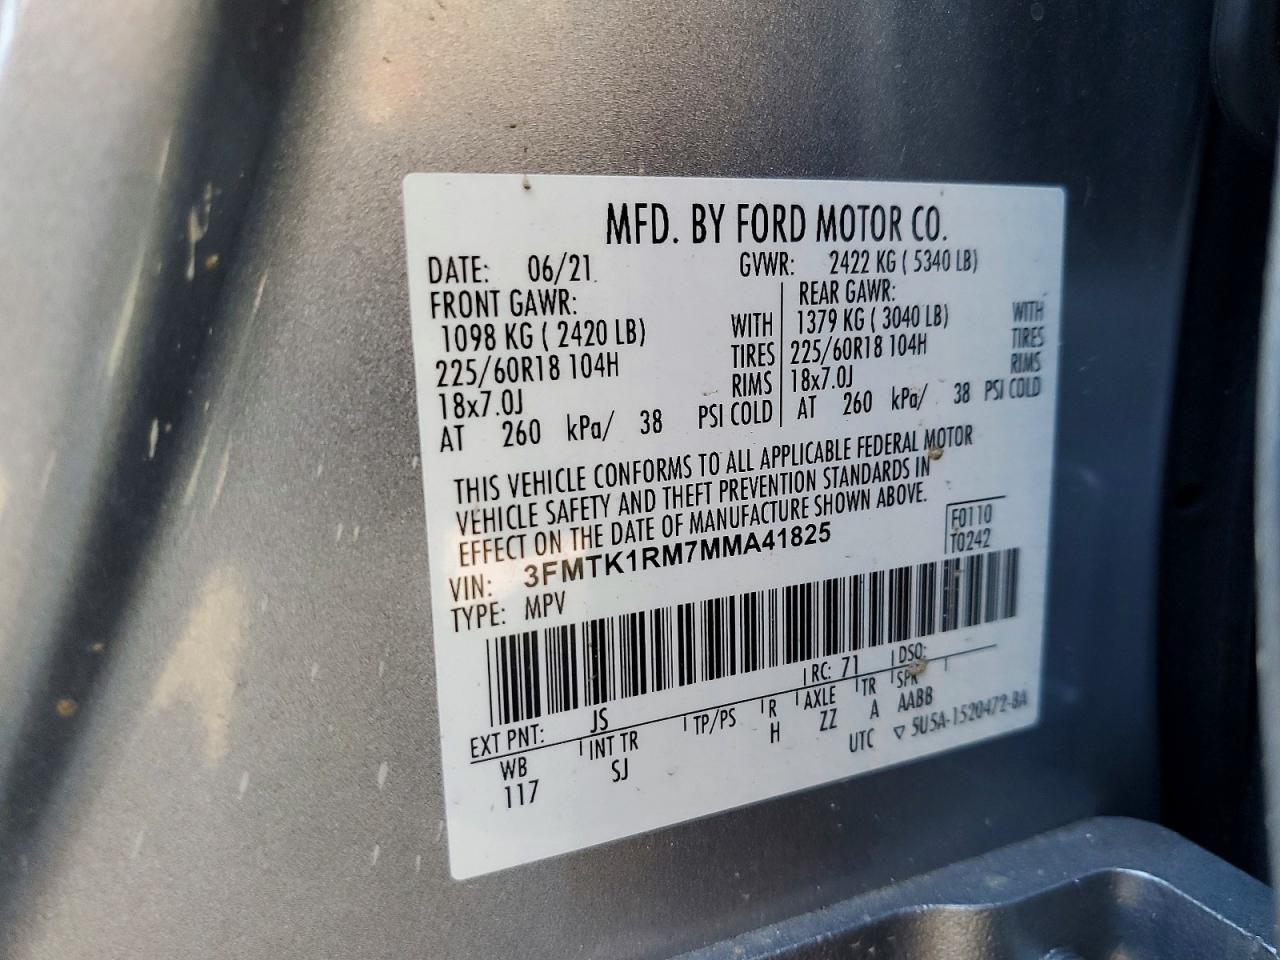 MFD. BY FORD MOTOR CO.
DATE: 06/21 GVWR: 2422 KG ( 5340 LB)
FRONT GAWR: REAR GAWR:
1098 KG ( 2420 LB) WITH 1379 KG ( 3040 LB) WITH
225/60R18 104H TIRES 225/60R18 104H TIRES
18x7.0J RIMS 18x7.0J RIMS
AT 260 kPa/ 38 PSI COLD AT 260 kPa/ 38 PSI COLD
THIS VEHICLE CONFORMS TO ALL APPLICABLE FEDERAL MOTOR
VEHICLE SAFETY AND THEFT PREVENTION STANDARDS IN
EFFECT ON THE DATE OF MANUFACTURE SHOWN ABOVE.
VIN: 3FMTK1RM7MMA41825 F0110
TYPE: MPV T0242
EXT PNT: JS RC: 71 DSO:
WB INT TR TP/PS R AXLE TR SPR
117 SJ H ZZ A AABB
UTC ▽ 5U5A-1520472-BA